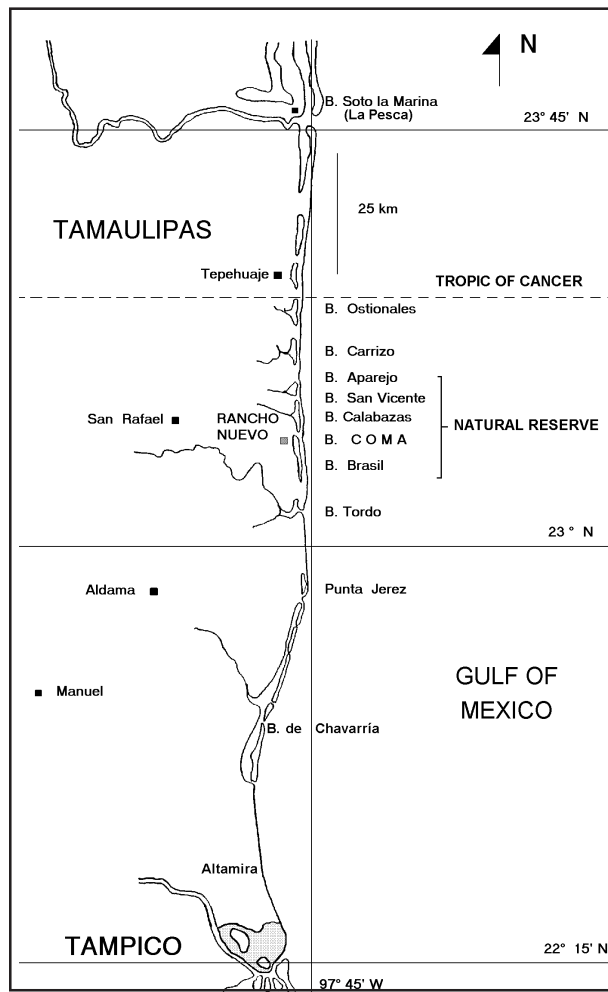 N
B. Soto la Marina
(La Pesca)
23° 45' N
25 km
TAMAULIPAS
Tepehuaje
TROPIC OF CANCER
B. Ostionales
B. Carrizo
B. Aparejo
B. San Vicente
San Rafael
RANCHO
NUEVO
B. Calabazas
NATURAL RESERVE
B. COMA
B. Brasil
B. Tordo
23° N
Aldama
Punta Jerez
GULF OF
MEXICO
Manuel
B. de Chavarría
Altamira
TAMPICO
22° 15' N
97° 45' W